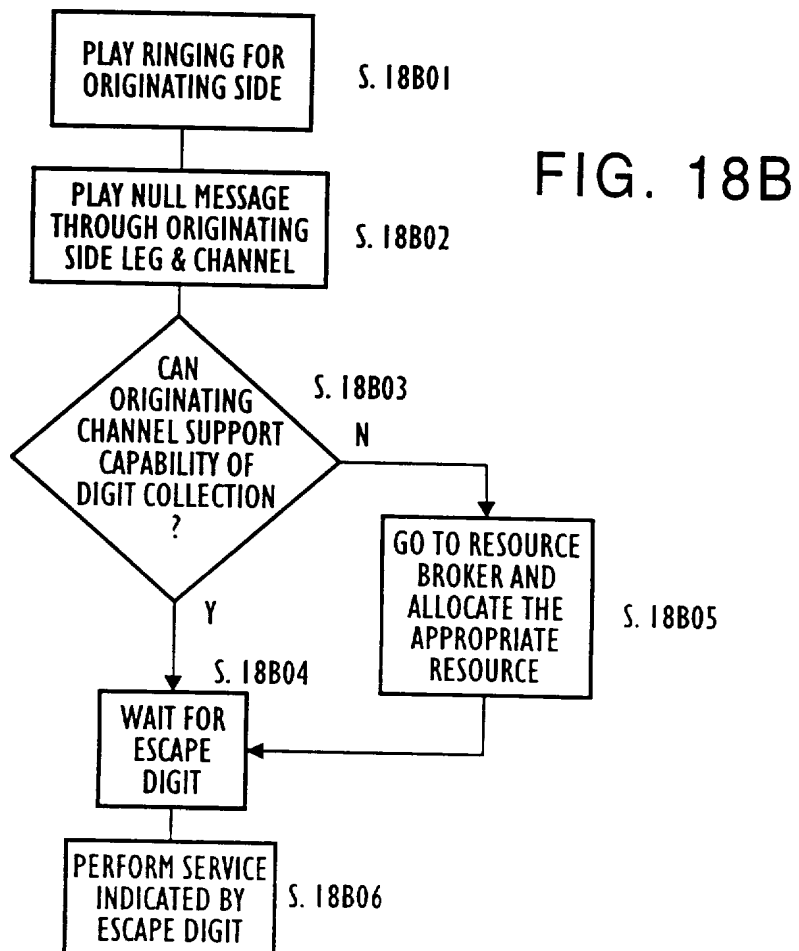 PLAY RINGING FOR
ORIGINATING SIDE
S. 18B01
FIG. 18B
PLAY NULL MESSAGE
THROUGH ORIGINATING
SIDE LEG & CHANNEL
S. 18B02
CAN
ORIGINATING
CHANNEL SUPPORT
CAPABILITY OF
DIGIT COLLECTION
?
S. 18B03
N
Y
GO TO RESOURCE
BROKER AND
ALLOCATE THE
APPROPRIATE
RESOURCE
S. 18B05
S. 18B04
WAIT FOR
ESCAPE
DIGIT
PERFORM SERVICE
INDICATED BY
ESCAPE DIGIT
S. 18B06